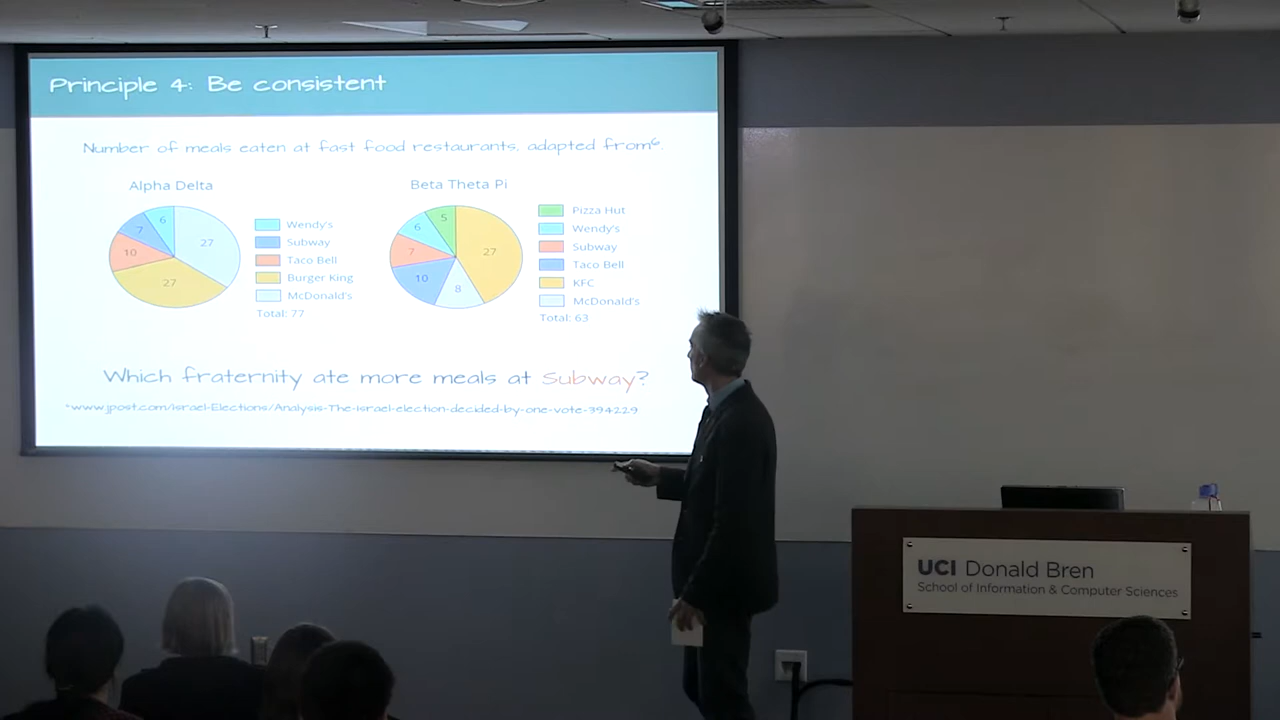 Principle 4: Be consistent
Number of meals eaten at fast food restaurants, adapted from⁶.
Alpha Delta
6
7
27
10
27
Wendy's
Subway
Taco Bell
Burger King
McDonald's
Total: 77
Beta Theta Pi
5
6
7
27
10
8
Pizza Hut
Wendy's
Subway
Taco Bell
KFC
McDonald's
Total: 63
Which fraternity ate more meals at Subway?
*www.jpost.com/Israel-Elections/Analysis-The-Israel-election-decided-by-one-vote-394229
UCI Donald Bren
School of Information & Computer Sciences